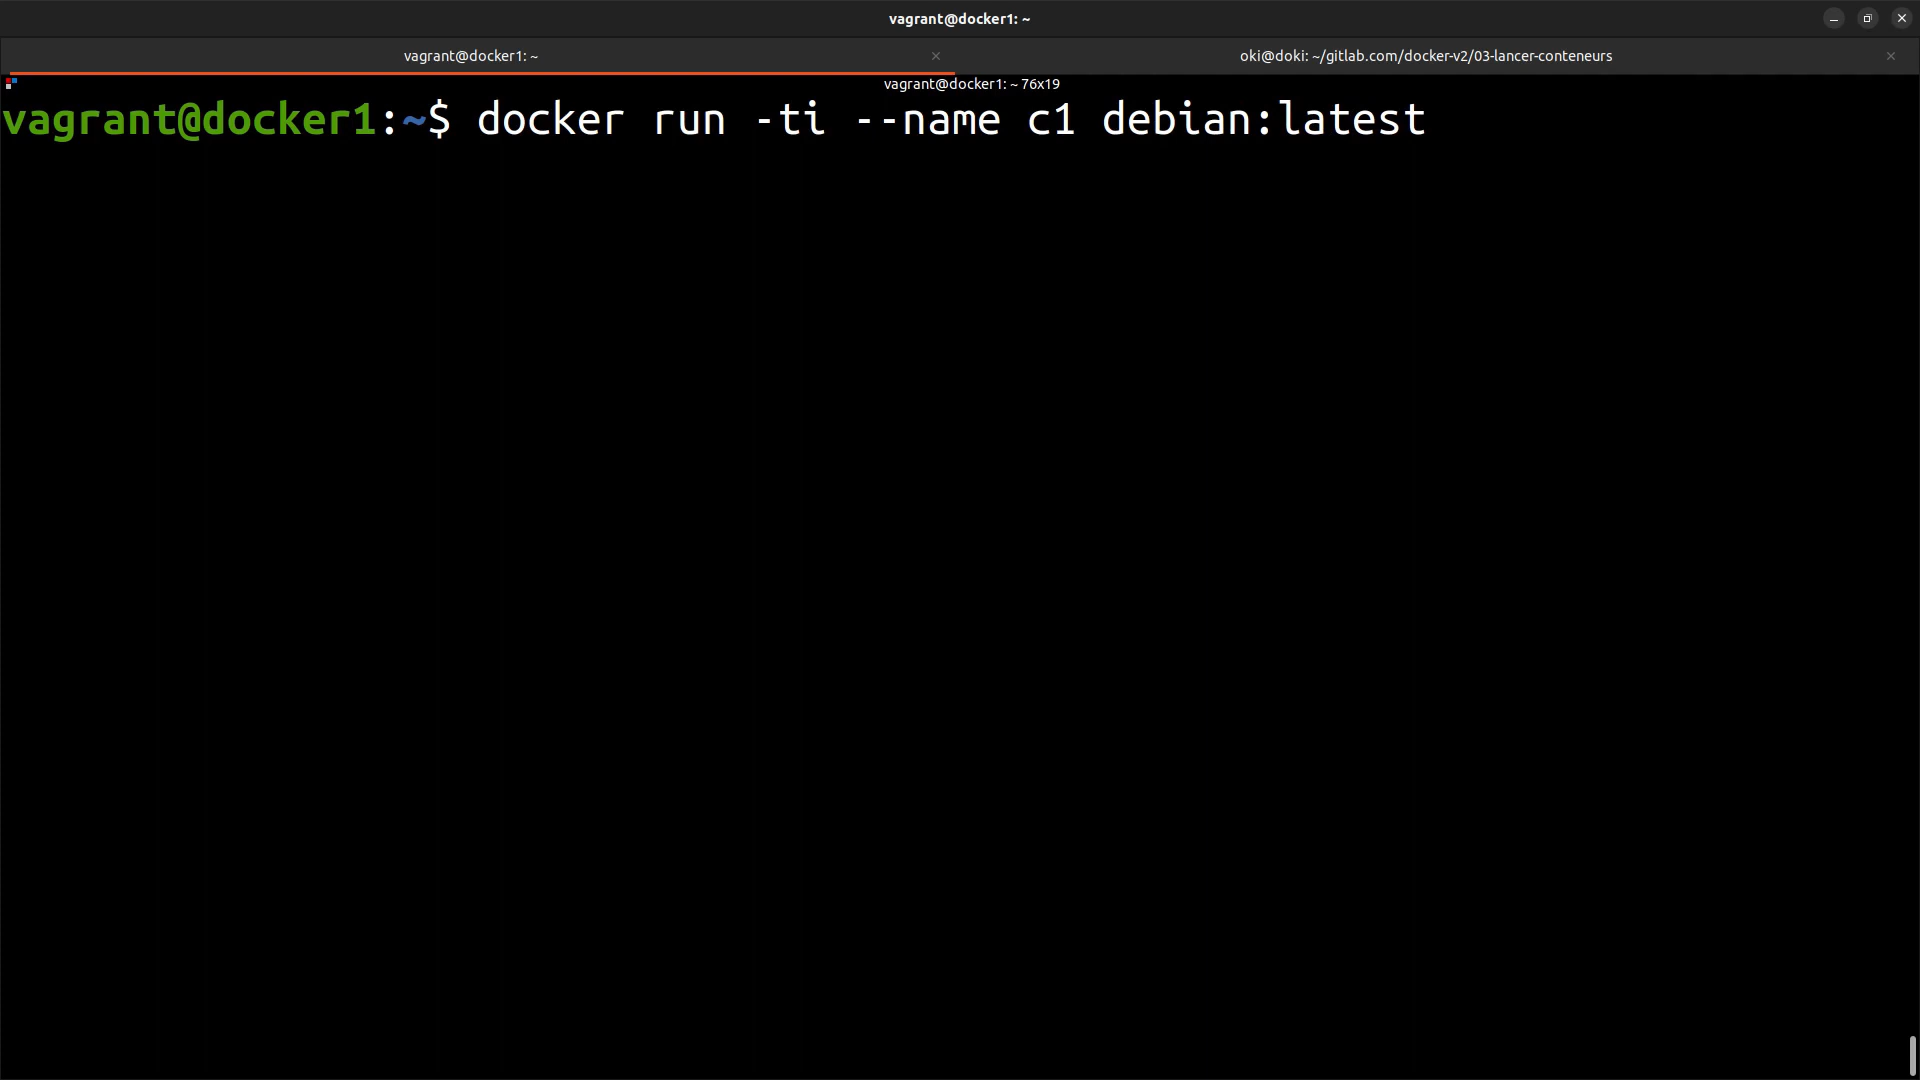 vagrant@docker1: ~
vagrant@docker1: ~
oki@doki: ~/gitlab.com/docker-v2/03-lancer-conteneurs
vagrant@docker1: ~ 76x19
vagrant@docker1:~$ docker run -ti --name c1 debian:latest